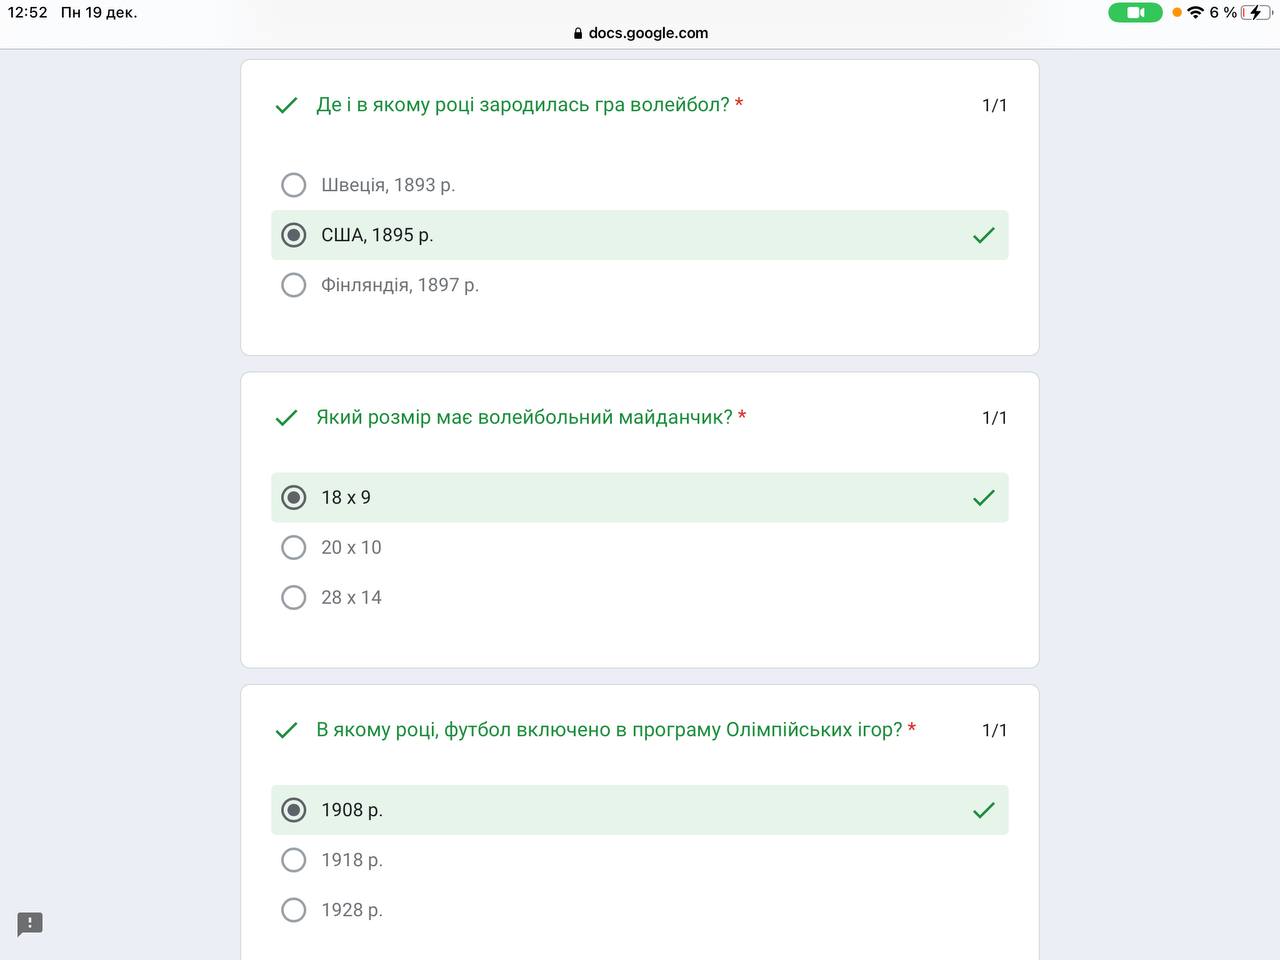 12:52 Пн 19 дек.
6 %
docs.google.com
Де і в якому році зародилась гра волейбол? *
1/1
Швеція, 1893 р.
США, 1895 р.
Фінляндія, 1897 р.
Який розмір має волейбольний майданчик? *
1/1
18 х 9
20 х 10
28 х 14
В якому році, футбол включено в програму Олімпійських ігор? *
1/1
1908 р.
1918 р.
1928 р.